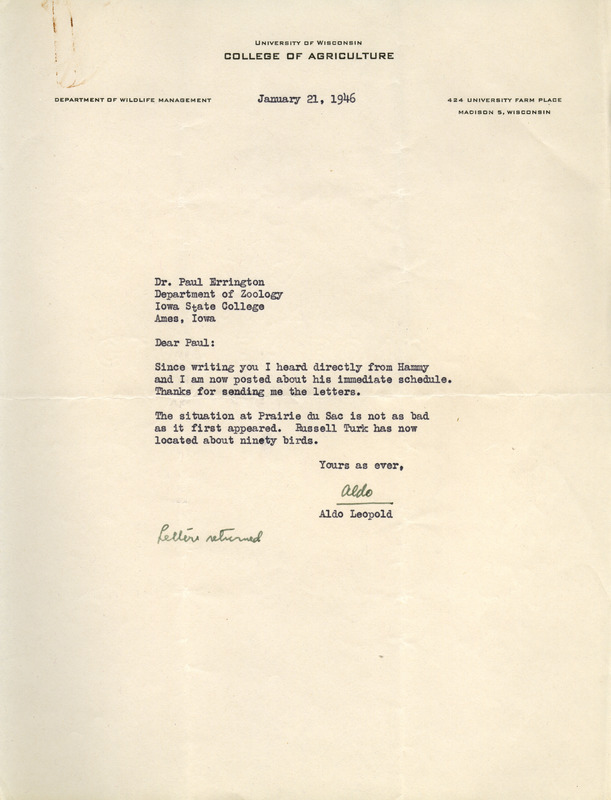 UNIVERSITY OF WISCONSIN
COLLEGE OF AGRICULTURE
DEPARTMENT OF WILDLIFE MANAGEMENT
January 21, 1946
424 UNIVERSITY FARM PLACE
MADISON 5, WISCONSIN
Dr. Paul Errington
Department of Zoology
Iowa State College
Ames, Iowa
Dear Paul:
Since writing you I heard directly from Hammy
and I am now posted about his immediate schedule.
Thanks for sending me the letters.
The situation at Prairie du Sac is not as bad
as it first appeared. Russell Turk has now
located about ninety birds.
Yours as ever,
Aldo
Aldo Leopold
Letters returned